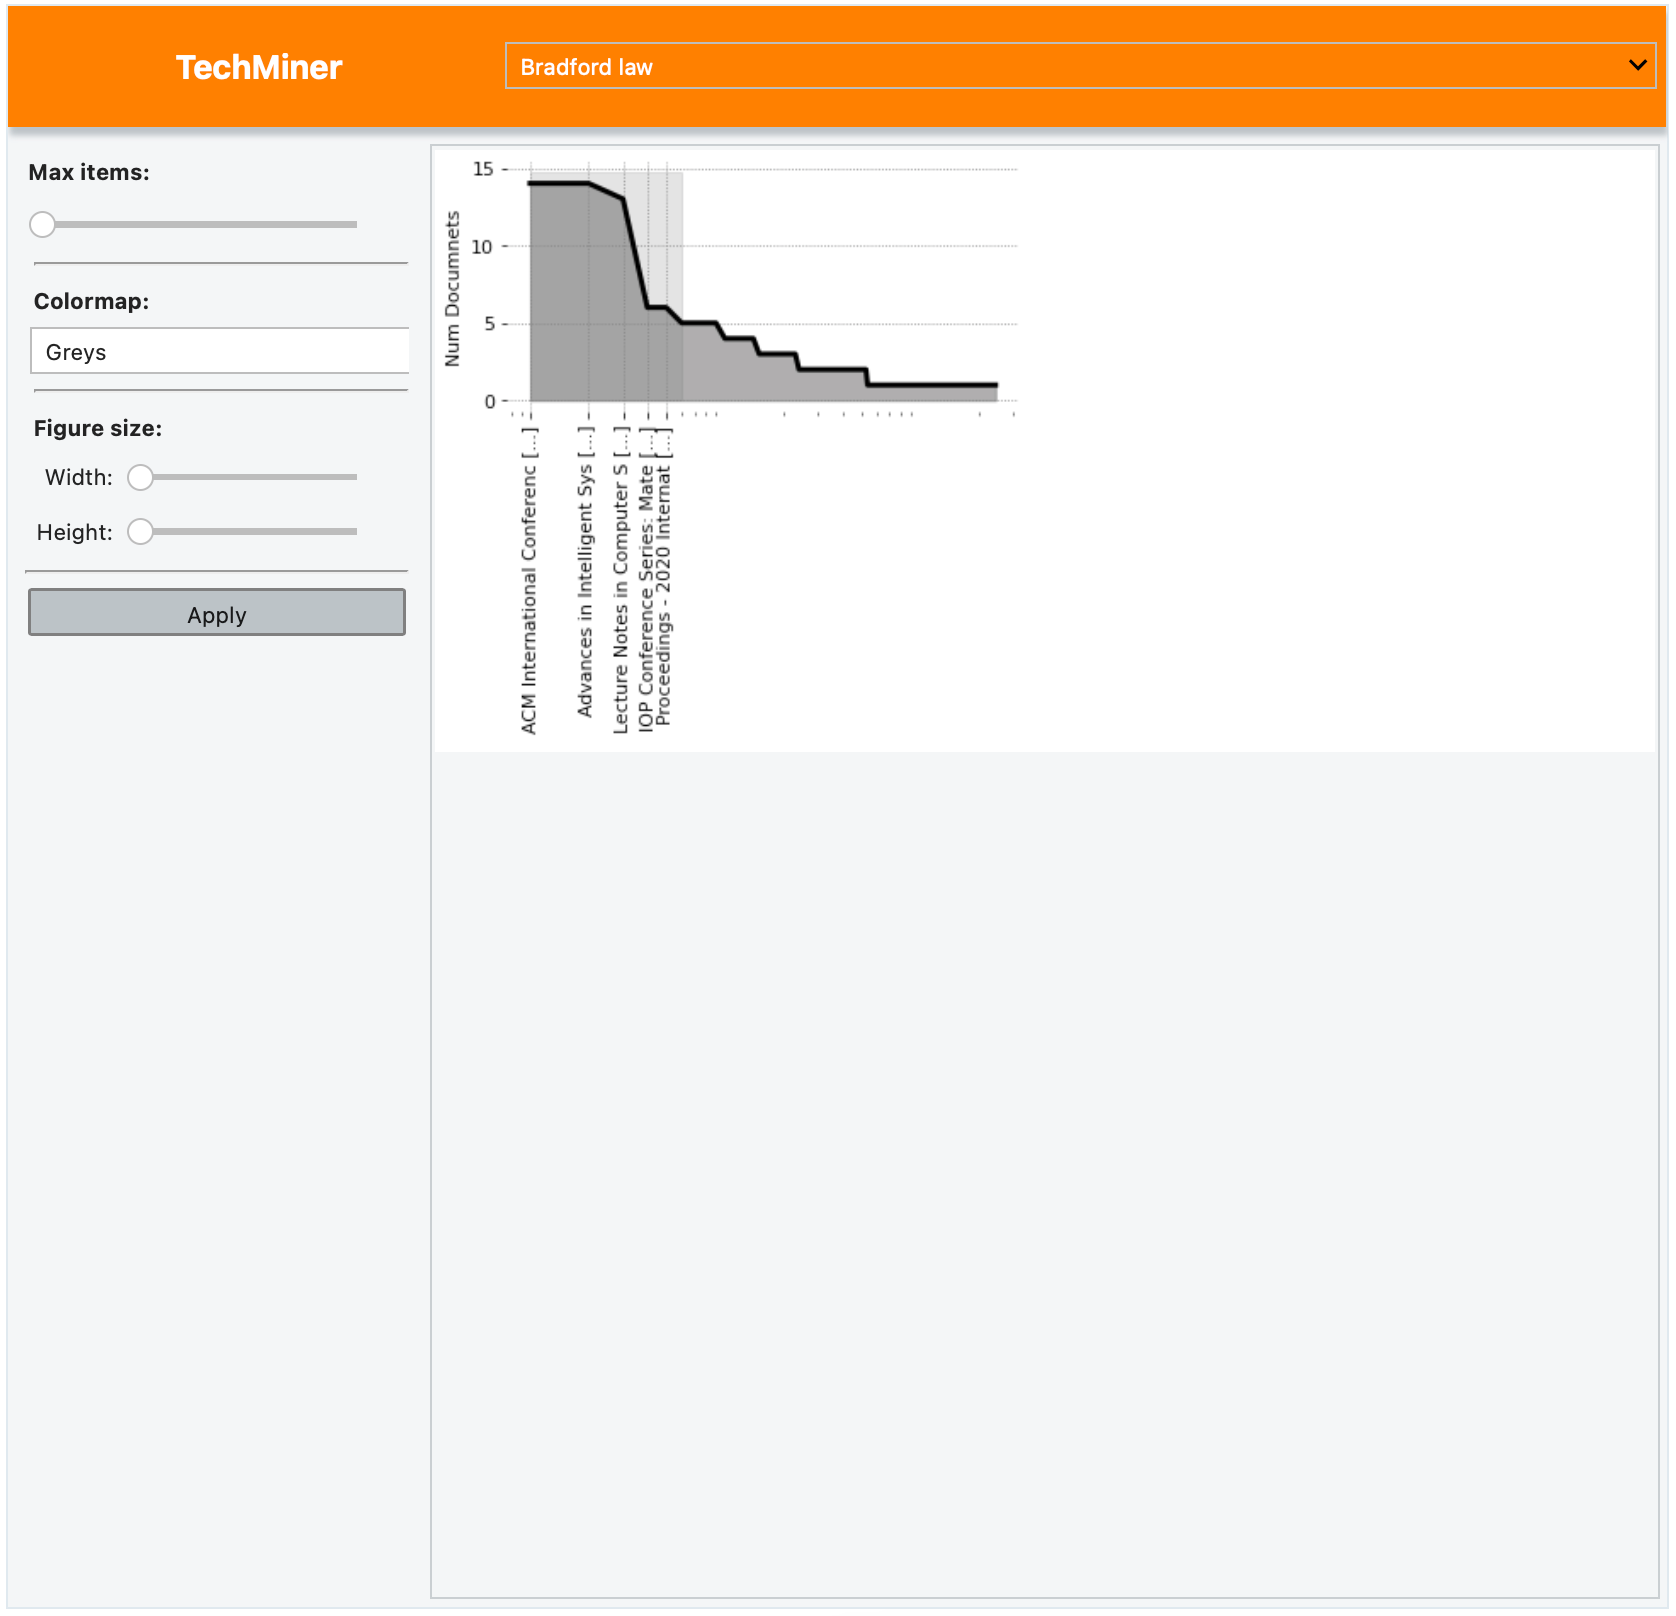 TechMiner
Bradford law
Max items:
Colormap:
Greys
Figure size:
Width:
Height:
Apply
Num Documnets
15
10
5
0
ACM International Conferenc [...]
Advances in Intelligent Sys [...]
Lecture Notes in Computer S [...]
IOP Conference Series: Mate [...]
Proceedings - 2020 Internat [...]